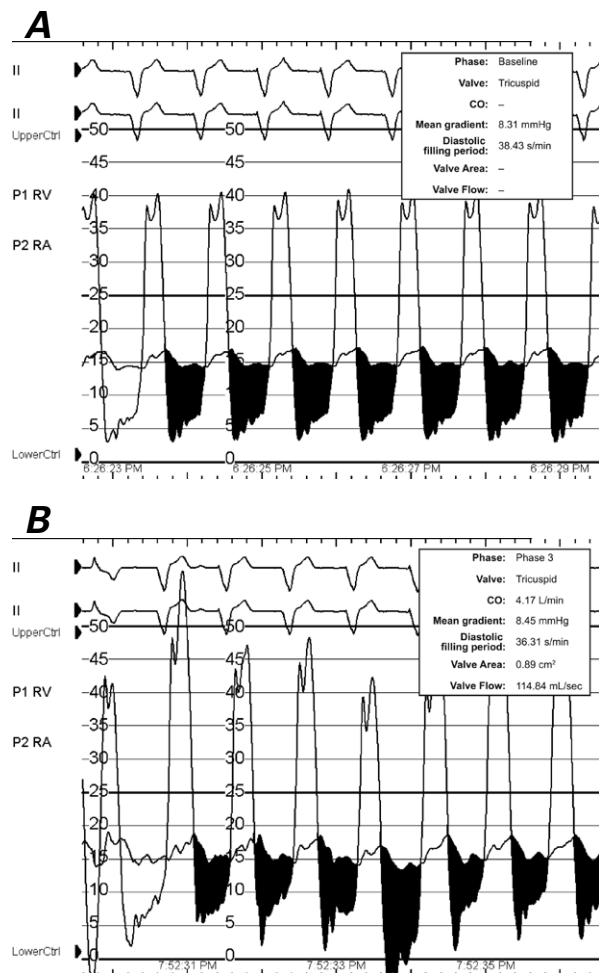 A
II
II
UpperCtrl
50 50
45 45
P1 RV
40 40
35 35
P2 RA
30 30
25 25
20 20
15 15
10 10
5 5
LowerCtrl
0 0
6:26:23 PM 6:26:25 PM 6:26:27 PM 6:26:29 PM
Phase: Baseline
Valve: Tricuspid
CO: –
Mean gradient: 8.31 mmHg
Diastolic
filling period: 38.43 s/min
Valve Area: –
Valve Flow: –
B
II
II
UpperCtrl
50 50
45 45
P1 RV
40 40
35 35
P2 RA
30 30
25 25
20 20
15 15
10 10
5 5
LowerCtrl
0 0
7:52:31 PM 7:52:33 PM 7:52:35 PM
Phase: Phase 3
Valve: Tricuspid
CO: 4.17 L/min
Mean gradient: 8.45 mmHg
Diastolic
filling period: 36.31 s/min
Valve Area: 0.89 cm²
Valve Flow: 114.84 mL/sec